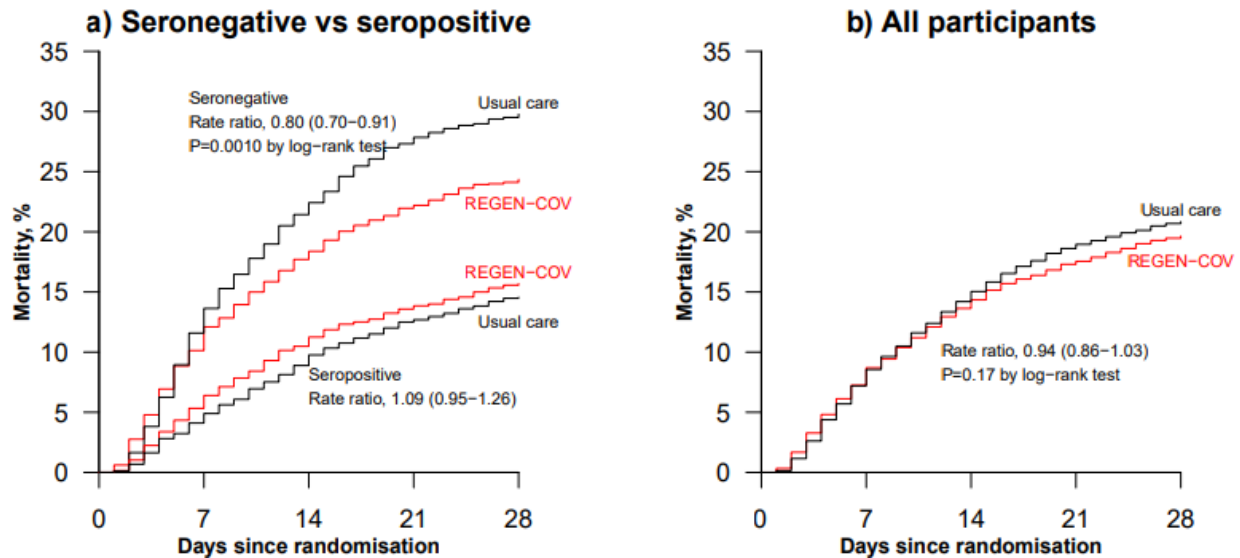 a) Seronegative vs seropositive
35
30
25
20
15
10
5
0
Mortality, %
Seronegative
Rate ratio, 0.80 (0.70−0.91)
P=0.0010 by log−rank test
Usual care
REGEN−COV
REGEN−COV
Usual care
Seropositive
Rate ratio, 1.09 (0.95−1.26)
0 7 14 21 28
Days since randomisation
b) All participants
35
30
25
20
15
10
5
0
Mortality, %
Usual care
REGEN−COV
Rate ratio, 0.94 (0.86−1.03)
P=0.17 by log−rank test
0 7 14 21 28
Days since randomisation